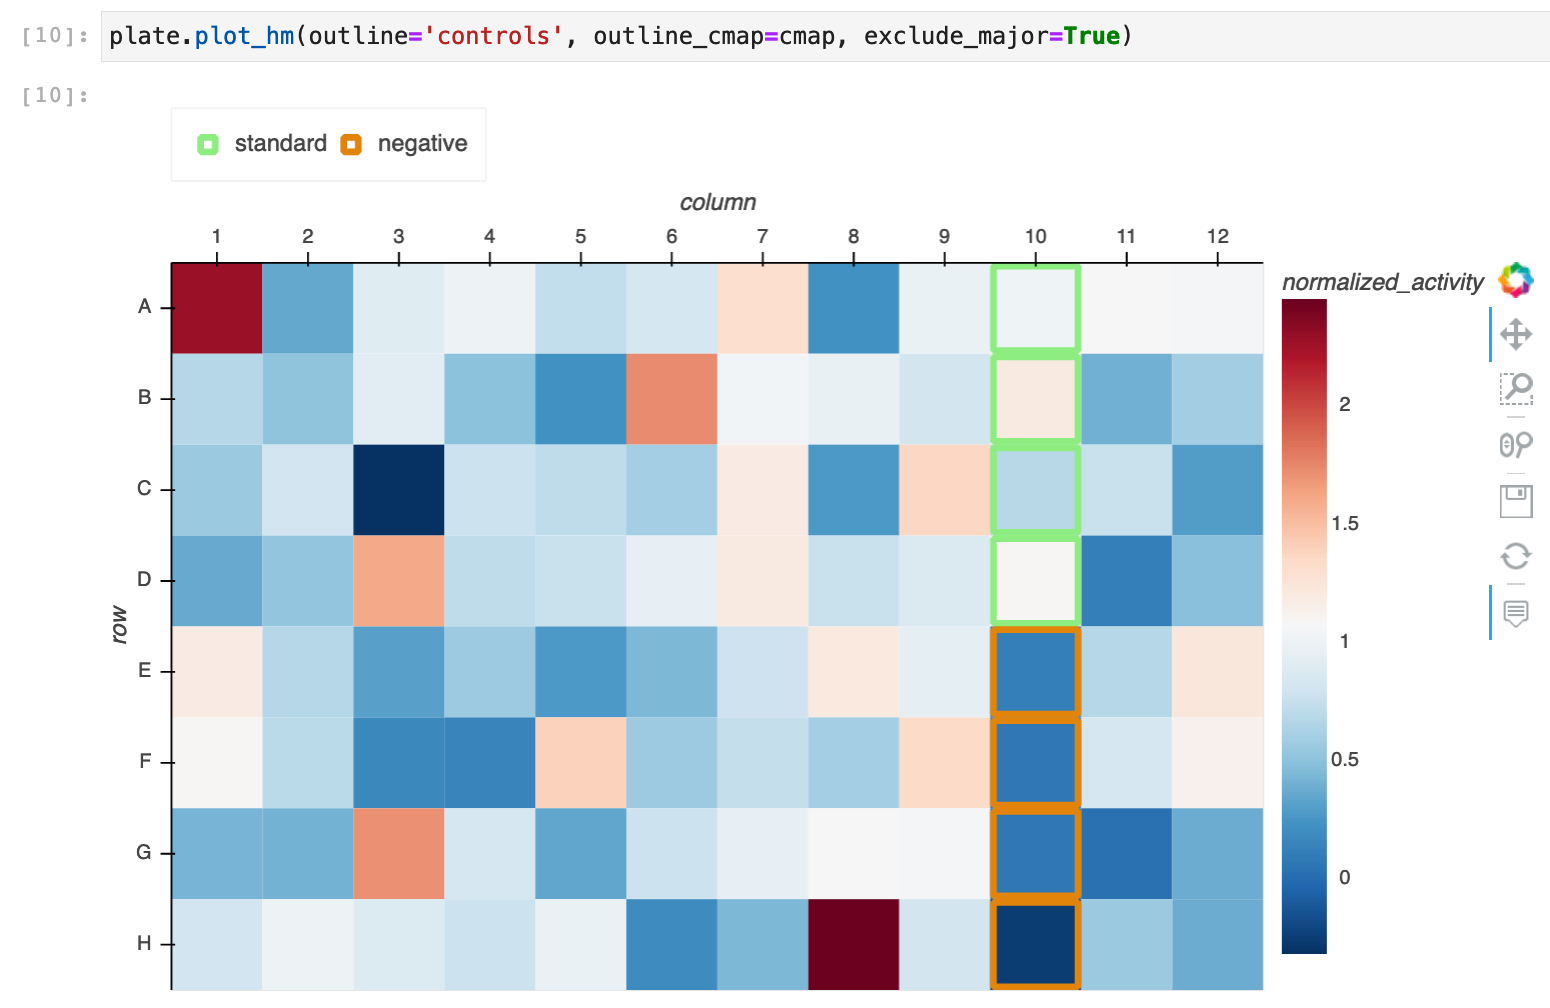 [10]: plate.plot_hm(outline='controls', outline_cmap=cmap, exclude_major=True)
[10]:
standard negative
column
1 2 3 4 5 6 7 8 9 10 11 12
normalized_activity
A
B
C
D
E
F
G
H
row
2
1.5
1
0.5
0